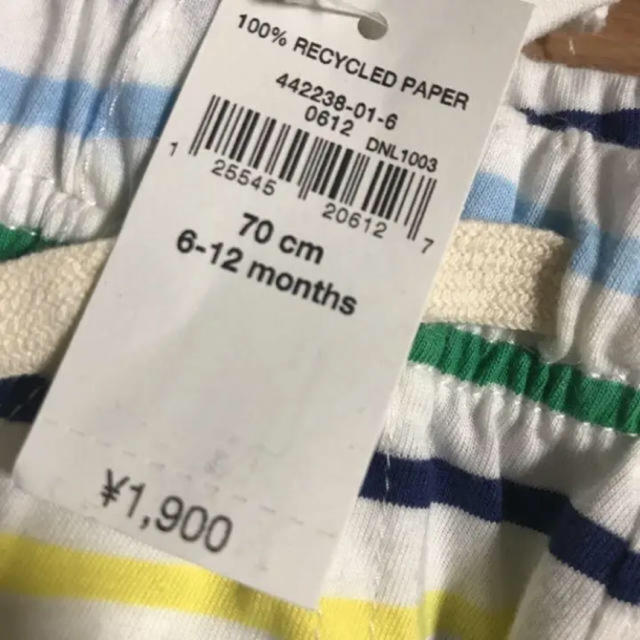 100% RECYCLED PAPER
442238-01-6
0612 DNL1003
1 25545 20612 7
70 cm
6-12 months
¥1,900